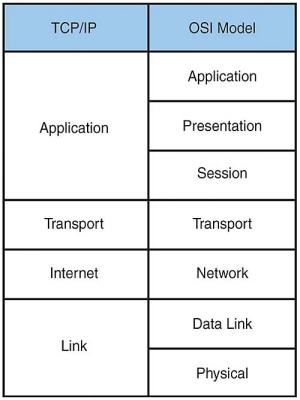 TCP/IP OSI Model
Application
Application
Presentation
Session
Transport Transport
Internet Network
Link
Data Link
Physical